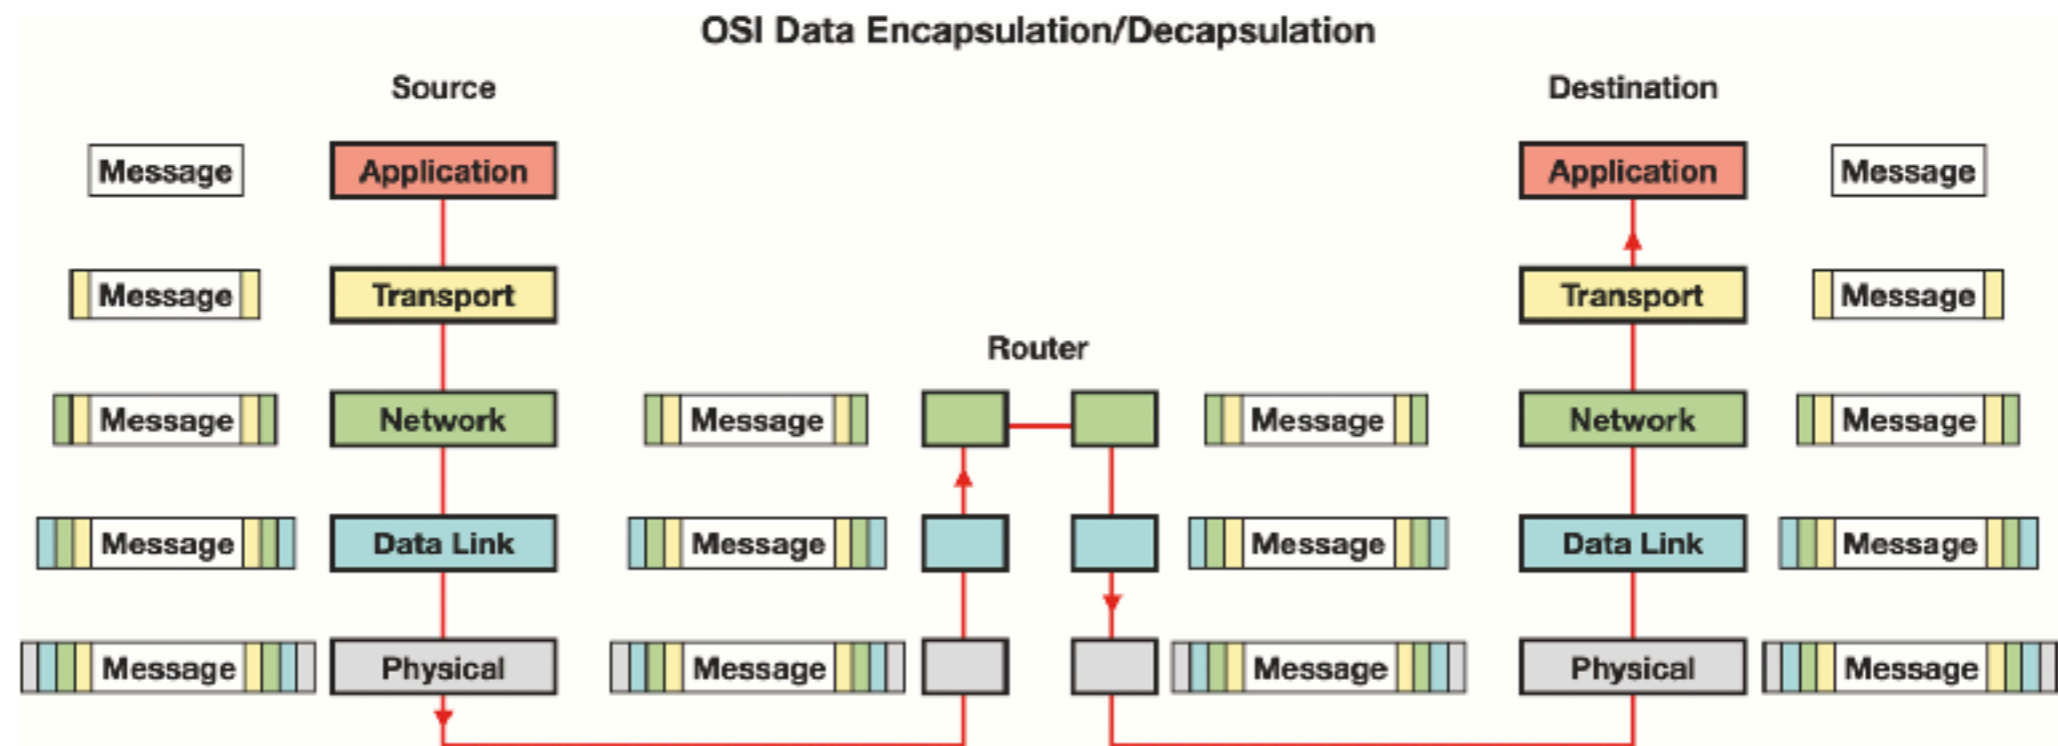 OSI Data Encapsulation/Decapsulation
Source
Destination
Message
Application
Application
Message
Message
Transport
Transport
Message
Router
Message
Network
Message
Message
Network
Message
Message
Data Link
Message
Message
Data Link
Message
Message
Physical
Message
Message
Physical
Message